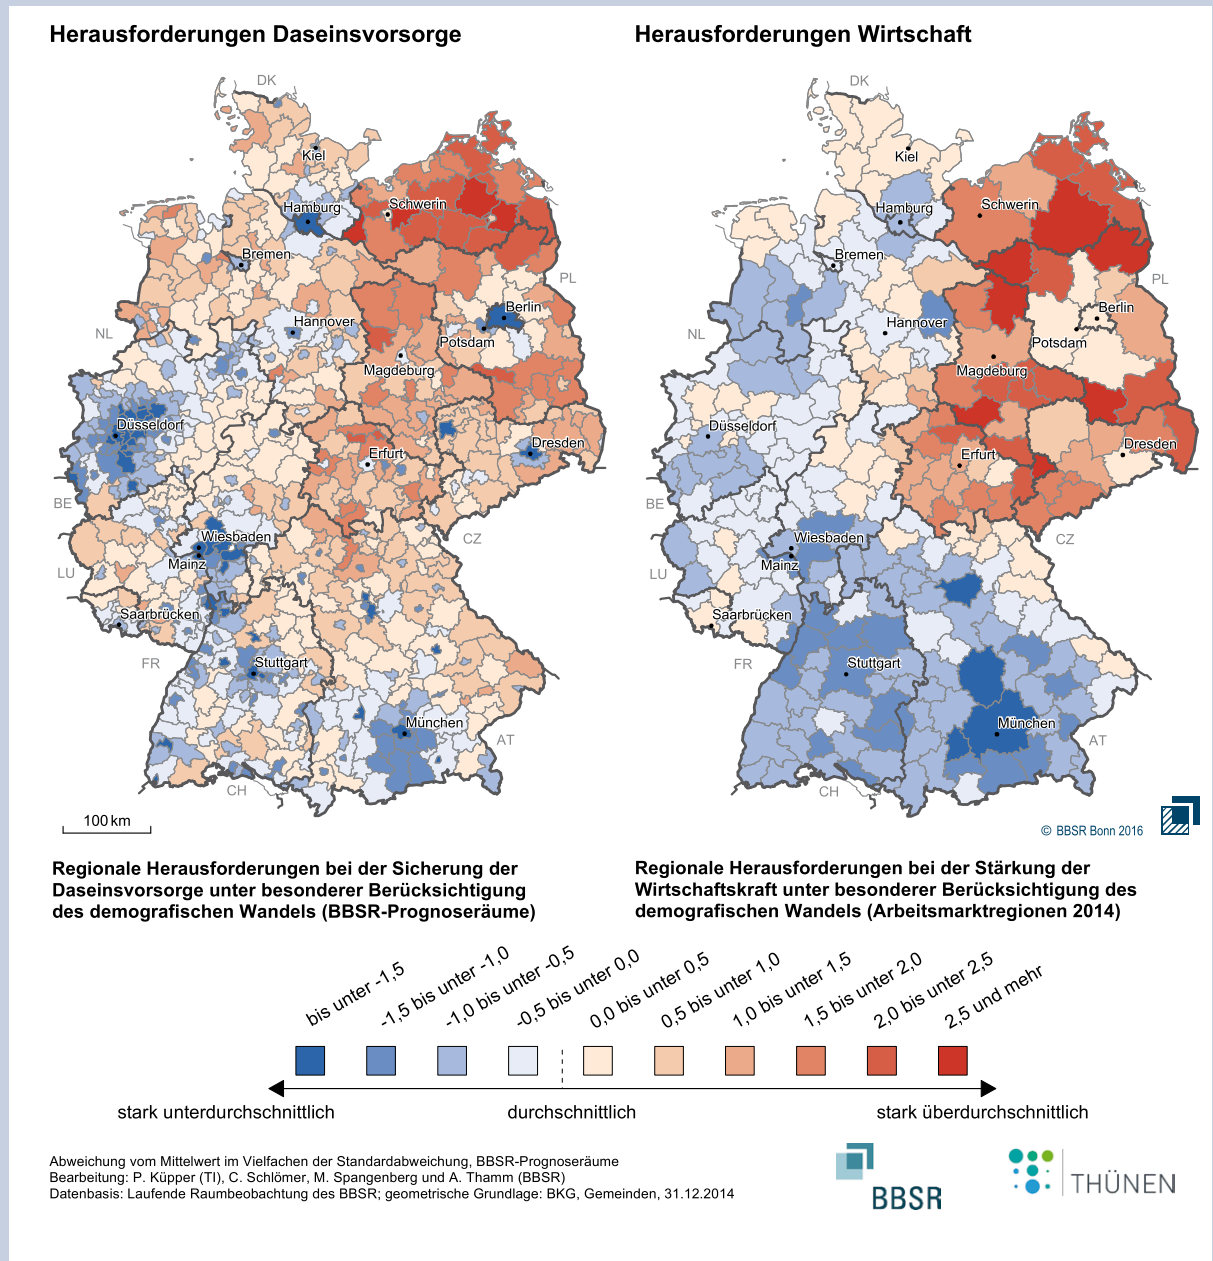 Herausforderungen Daseinsvorsorge
Herausforderungen Wirtschaft
DK
Kiel
Hamburg
Schwerin
Bremen
PL
Berlin
NL
Hannover
Potsdam
Magdeburg
Düsseldorf
Dresden
Erfurt
BE
Wiesbaden
CZ
Mainz
LU
Saarbrücken
FR
Stuttgart
München
AT
CH
100 km
DK
Kiel
Hamburg
Schwerin
Bremen
PL
Berlin
NL
Hannover
Potsdam
Magdeburg
Düsseldorf
Dresden
Erfurt
BE
Wiesbaden
CZ
Mainz
LU
Saarbrücken
FR
Stuttgart
München
AT
CH
© BBSR Bonn 2016
Regionale Herausforderungen bei der Sicherung der
Daseinsvorsorge unter besonderer Berücksichtigung
des demografischen Wandels (BBSR-Prognoseräume)
Regionale Herausforderungen bei der Stärkung der
Wirtschaftskraft unter besonderer Berücksichtigung des
demografischen Wandels (Arbeitsmarktregionen 2014)
bis unter -1,5
-1,5 bis unter -1,0
-1,0 bis unter -0,5
-0,5 bis unter 0,0
0,0 bis unter 0,5
0,5 bis unter 1,0
1,0 bis unter 1,5
1,5 bis unter 2,0
2,0 bis unter 2,5
2,5 und mehr
stark unterdurchschnittlich
durchschnittlich
stark überdurchschnittlich
Abweichung vom Mittelwert im Vielfachen der Standardabweichung, BBSR-Prognoseräume
Bearbeitung: P. Küpper (TI), C. Schlömer, M. Spangenberg und A. Thamm (BBSR)
Datenbasis: Laufende Raumbeobachtung des BBSR; geometrische Grundlage: BKG, Gemeinden, 31.12.2014
BBSR
THÜNEN